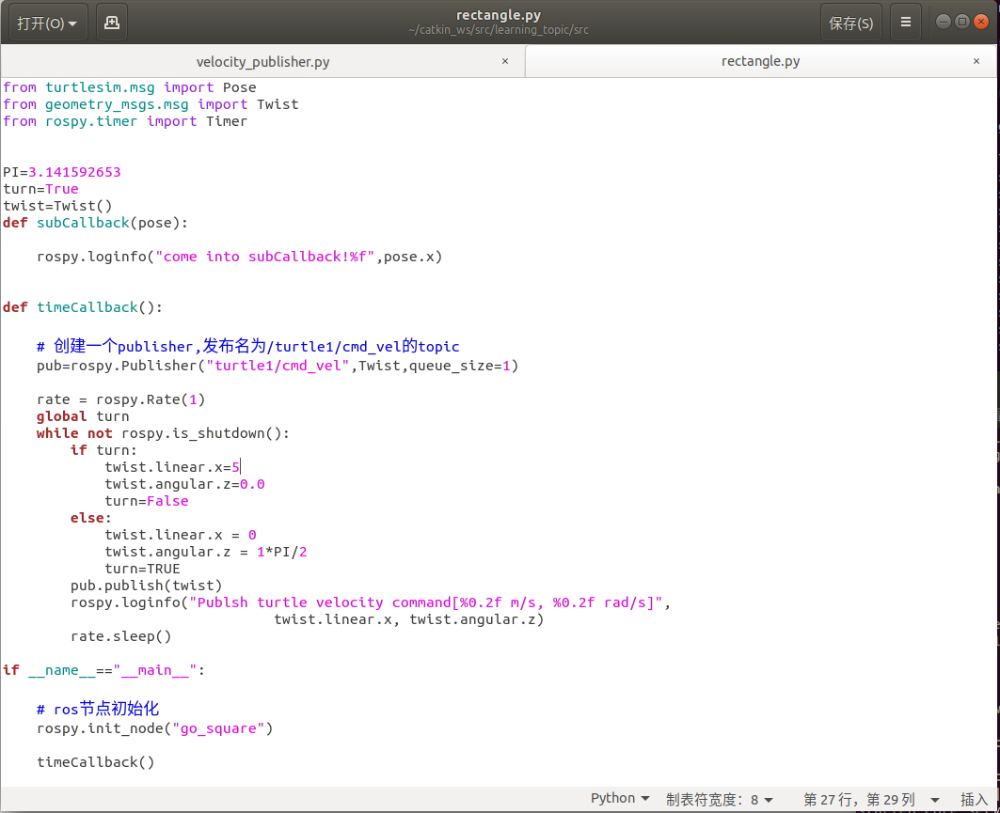 打开(O)
rectangle.py
~/catkin_ws/src/learning_topic/src
保存(S)
velocity_publisher.py ×
rectangle.py ×
from turtlesim.msg import Pose
from geometry_msgs.msg import Twist
from rospy.timer import Timer
PI=3.141592653
turn=True
twist=Twist()
def subCallback(pose):
    rospy.loginfo("come into subCallback!%f",pose.x)
def timeCallback():
    # 创建一个publisher,发布名为/turtle1/cmd_vel的topic
    pub=rospy.Publisher("turtle1/cmd_vel",Twist,queue_size=1)
    rate = rospy.Rate(1)
    global turn
    while not rospy.is_shutdown():
        if turn:
            twist.linear.x=5
            twist.angular.z=0.0
            turn=False
        else:
            twist.linear.x = 0
            twist.angular.z = 1*PI/2
            turn=TRUE
        pub.publish(twist)
        rospy.loginfo("Publsh turtle velocity command[%0.2f m/s, %0.2f rad/s]",
                                twist.linear.x, twist.angular.z)
        rate.sleep()
if __name__=="__main__":
    # ros节点初始化
    rospy.init_node("go_square")
    timeCallback()
Python 制表符宽度：8 第 27 行，第 29 列 插入